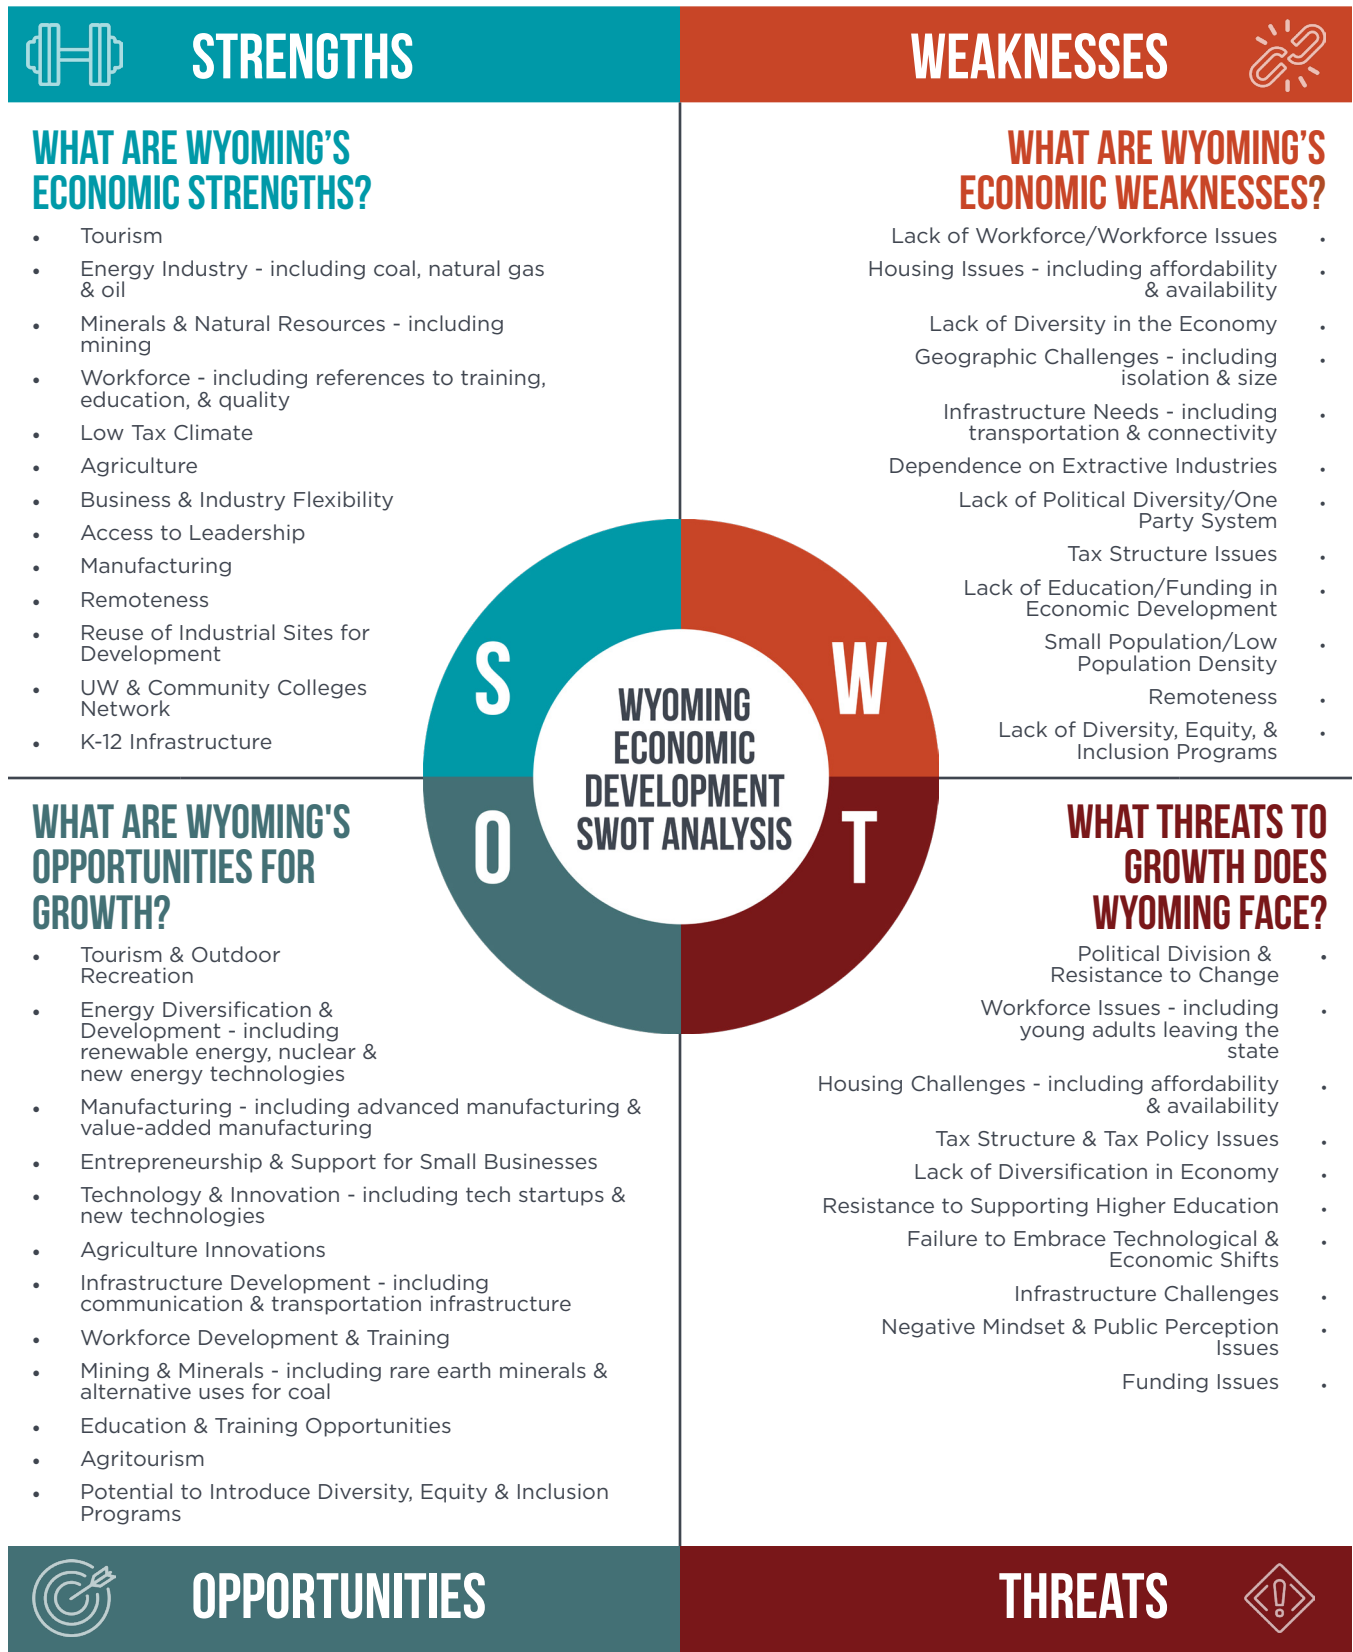 STRENGTHS
WEAKNESSES
WHAT ARE WYOMING’S
ECONOMIC STRENGTHS?
• Tourism
• Energy Industry - including coal, natural gas
& oil
• Minerals & Natural Resources - including
mining
• Workforce - including references to training,
education, & quality
• Low Tax Climate
• Agriculture
• Business & Industry Flexibility
• Access to Leadership
• Manufacturing
• Remoteness
• Reuse of Industrial Sites for
Development
• UW & Community Colleges
Network
• K-12 Infrastructure
WHAT ARE WYOMING’S
ECONOMIC WEAKNESSES?
Lack of Workforce/Workforce Issues •
Housing Issues - including affordability •
& availability
Lack of Diversity in the Economy •
Geographic Challenges - including •
isolation & size
Infrastructure Needs - including •
transportation & connectivity
Dependence on Extractive Industries •
Lack of Political Diversity/One •
Party System
Tax Structure Issues •
Lack of Education/Funding in •
Economic Development
Small Population/Low •
Population Density
Remoteness •
Lack of Diversity, Equity, & •
Inclusion Programs
S
W
WYOMING
ECONOMIC
DEVELOPMENT
SWOT ANALYSIS
O
T
WHAT ARE WYOMING'S
OPPORTUNITIES FOR
GROWTH?
• Tourism & Outdoor
Recreation
• Energy Diversification &
Development - including
renewable energy, nuclear &
new energy technologies
• Manufacturing - including advanced manufacturing &
value-added manufacturing
• Entrepreneurship & Support for Small Businesses
• Technology & Innovation - including tech startups &
new technologies
• Agriculture Innovations
• Infrastructure Development - including
communication & transportation infrastructure
• Workforce Development & Training
• Mining & Minerals - including rare earth minerals &
alternative uses for coal
• Education & Training Opportunities
• Agritourism
• Potential to Introduce Diversity, Equity & Inclusion
Programs
WHAT THREATS TO
GROWTH DOES
WYOMING FACE?
Political Division & •
Resistance to Change
Workforce Issues - including •
young adults leaving the
state
Housing Challenges - including affordability •
& availability
Tax Structure & Tax Policy Issues •
Lack of Diversification in Economy •
Resistance to Supporting Higher Education •
Failure to Embrace Technological & •
Economic Shifts
Infrastructure Challenges •
Negative Mindset & Public Perception •
Issues
Funding Issues •
OPPORTUNITIES
THREATS